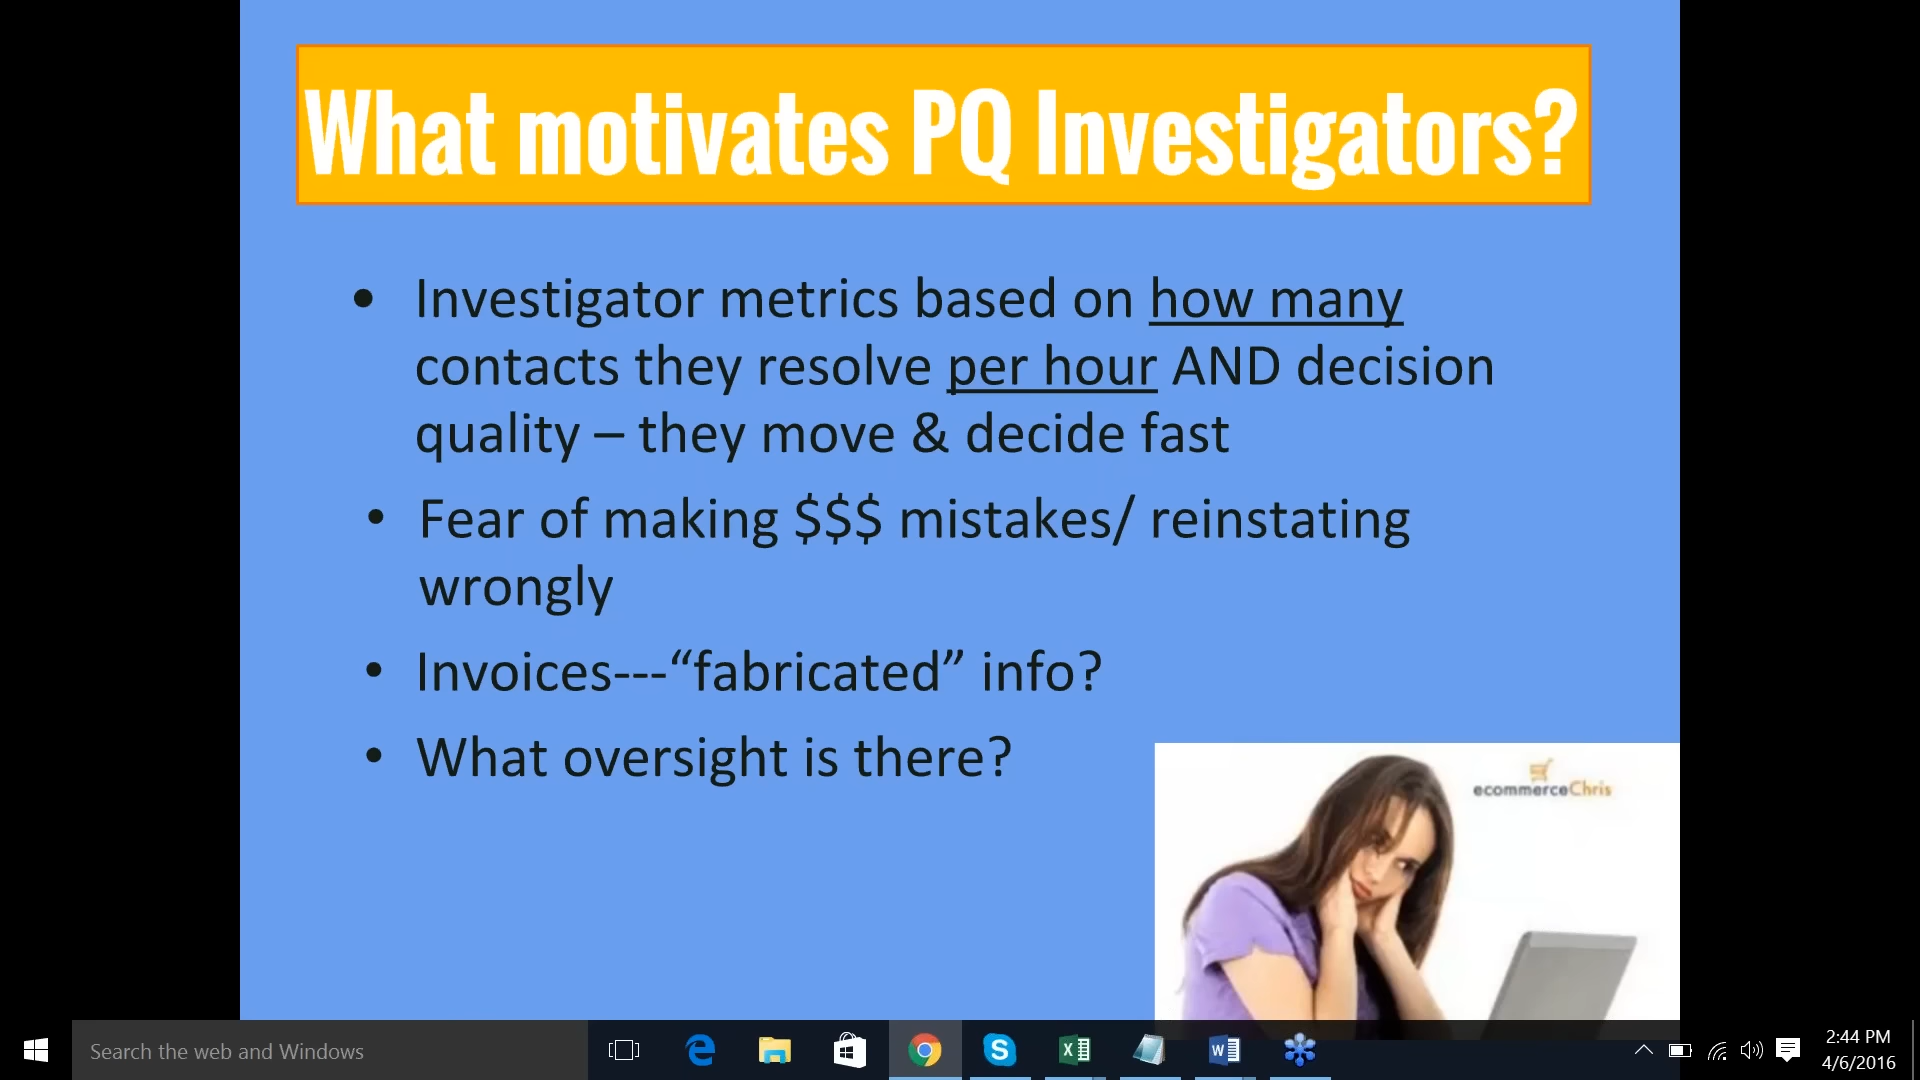 What motivates PQ Investigators?
• Investigator metrics based on how many
contacts they resolve per hour AND decision
quality – they move & decide fast
• Fear of making $$$ mistakes/ reinstating
wrongly
• Invoices---“fabricated” info?
• What oversight is there?
ecommerceChris
Search the web and Windows
2:44 PM
4/6/2016